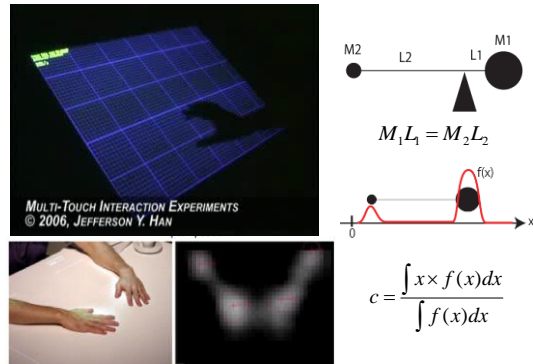 MULTI-TOUCH INTERACTION EXPERIMENTS
© 2006, JEFFERSON Y. HAN
M2
L2
L1
M1
M₁L₁ = M₂L₂
f(x)
0
x
c = ∫ x × f(x)dx / ∫ f(x)dx